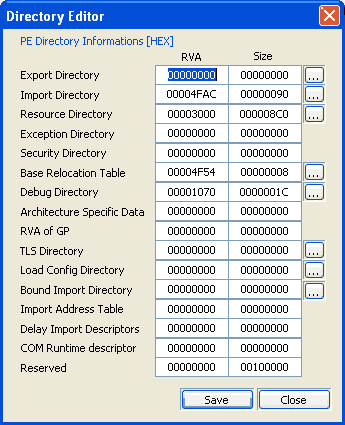 Directory Editor
PE Directory Informations [HEX]
RVA Size
Export Directory 00000000 00000000 ...
Import Directory 00004FAC 00000090 ...
Resource Directory 00003000 000008C0 ...
Exception Directory 00000000 00000000
Security Directory 00000000 00000000
Base Relocation Table 00004F54 00000008 ...
Debug Directory 00001070 0000001C ...
Architecture Specific Data 00000000 00000000
RVA of GP 00000000 00000000
TLS Directory 00000000 00000000 ...
Load Config Directory 00000000 00000000 ...
Bound Import Directory 00000000 00000000 ...
Import Address Table 00000000 00000000
Delay Import Descriptors 00000000 00000000
COM Runtime descriptor 00000000 00000000
Reserved 00000000 00100000
Save Close